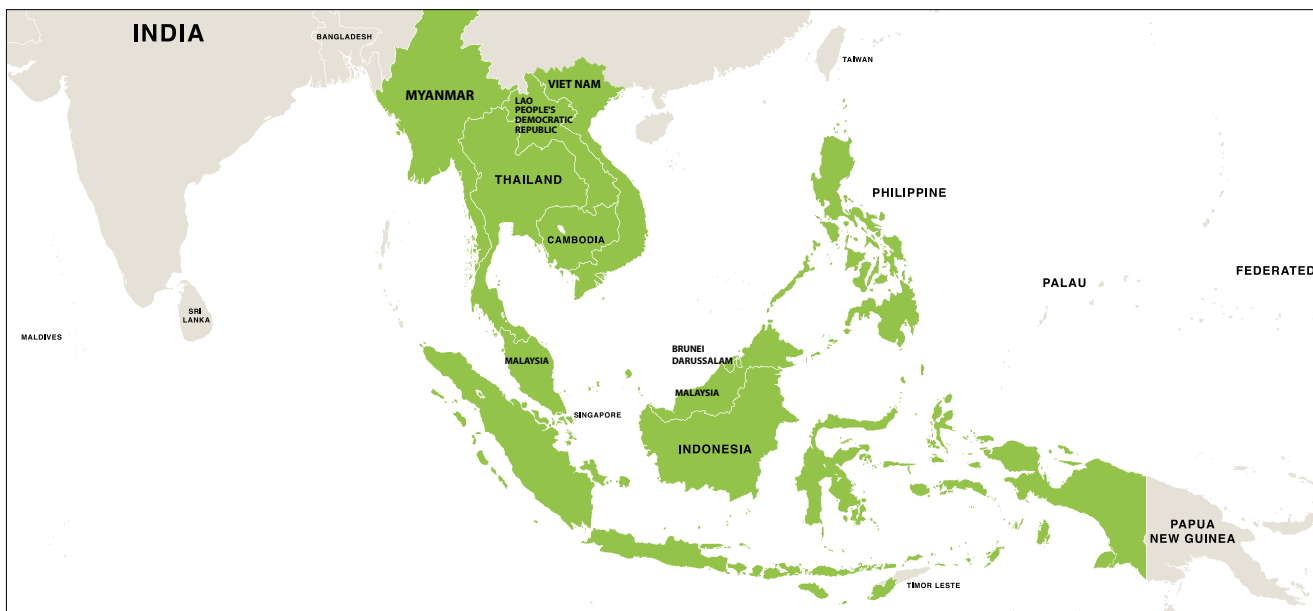 INDIA
BANGLADESH
TAIWAN
MYANMAR
VIET NAM
LAO
PEOPLE'S
DEMOCRATIC
REPUBLIC
THAILAND
PHILIPPINE
CAMBODIA
PALAU
FEDERATED
SRI
LANKA
MALDIVES
BRUNEI
DARUSSALAM
MALAYSIA
MALAYSIA
SINGAPORE
INDONESIA
PAPUA
NEW GUINEA
TIMOR LESTE